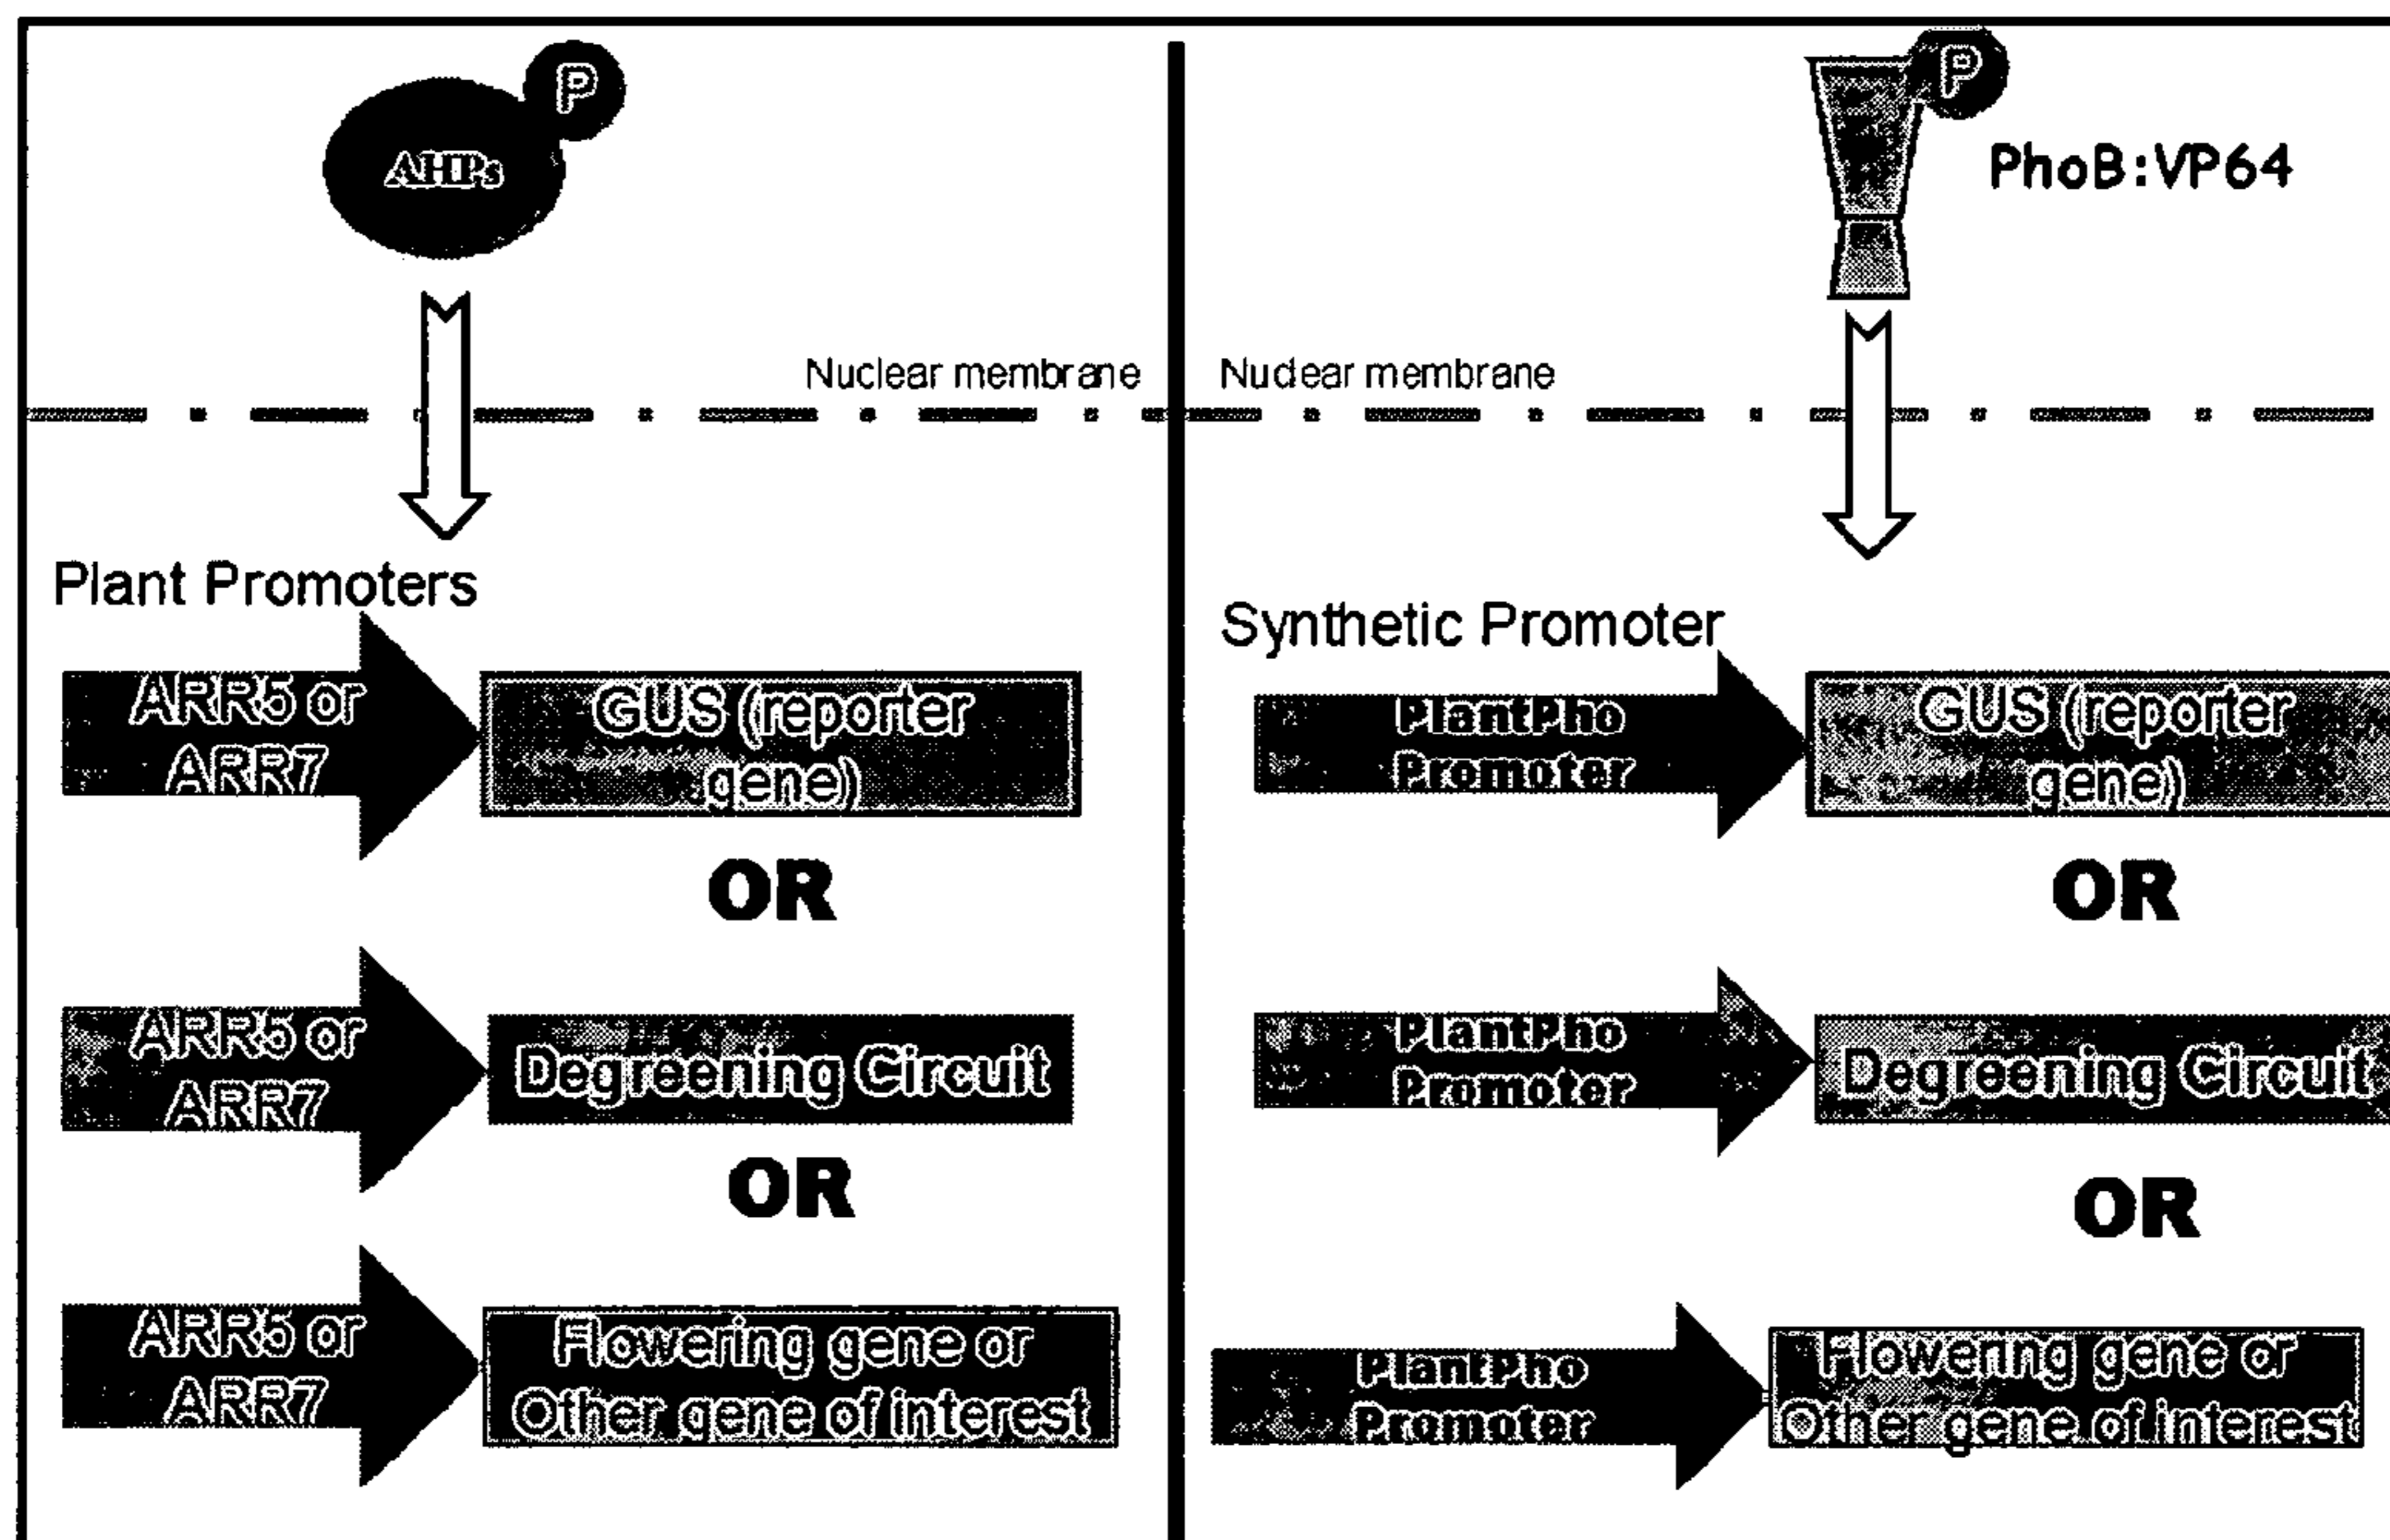 P
AHPs
Nuclear membrane
Plant Promoters
ARR5 or
ARR7
GUS (reporter
gene)
OR
ARR5 or
ARR7
Degreening Circuit
OR
ARR5 or
ARR7
Flowering gene or
Other gene of interest
P
PhoB:VP64
Nuclear membrane
Synthetic Promoter
PlantPho
Promoter
GUS (reporter
gene)
OR
PlantPho
Promoter
Degreening Circuit
OR
PlantPho
Promoter
Flowering gene or
Other gene of interest